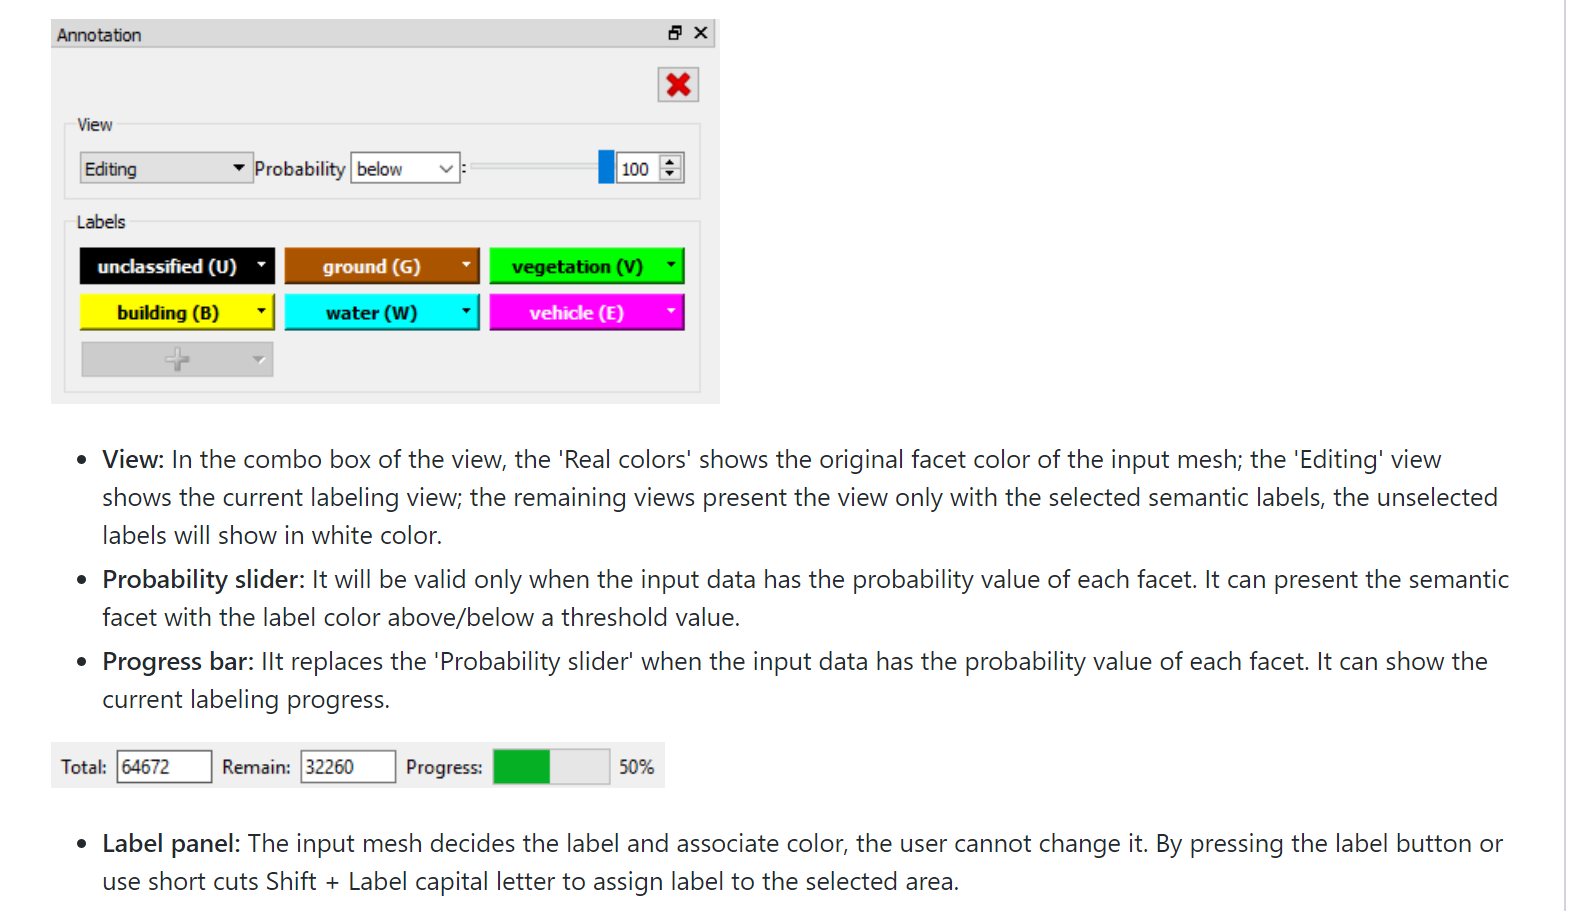 Annotation
View
Editing Probability below : 100
Labels
unclassified (U) ground (G) vegetation (V)
building (B) water (W) vehicle (E)
View: In the combo box of the view, the 'Real colors' shows the original facet color of the input mesh; the 'Editing' view
shows the current labeling view; the remaining views present the view only with the selected semantic labels, the unselected
labels will show in white color.
Probability slider: It will be valid only when the input data has the probability value of each facet. It can present the semantic
facet with the label color above/below a threshold value.
Progress bar: IIt replaces the 'Probability slider' when the input data has the probability value of each facet. It can show the
current labeling progress.
Total: 64672 Remain: 32260 Progress: 50%
Label panel: The input mesh decides the label and associate color, the user cannot change it. By pressing the label button or
use short cuts Shift + Label capital letter to assign label to the selected area.